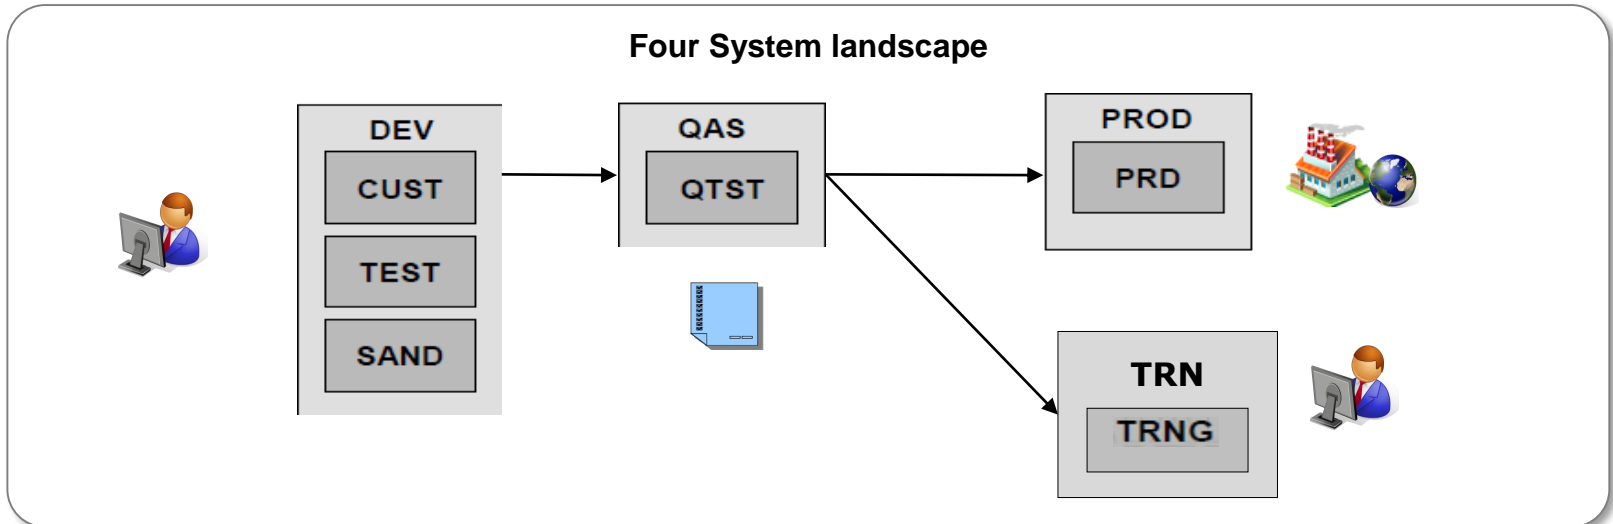 Four System landscape
DEV
CUST
TEST
SAND
QAS
QTST
PROD
PRD
TRN
TRNG